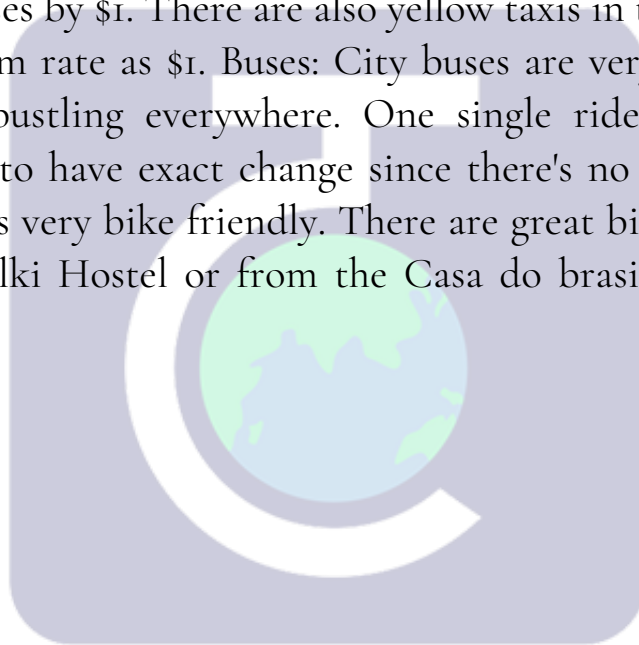 es by $1. There are also yellow taxis in
m rate as $1. Buses: City buses are very
bustling everywhere. One single ride
to have exact change since there's no
s very bike friendly. There are great bi
lki Hostel or from the Casa do brasi